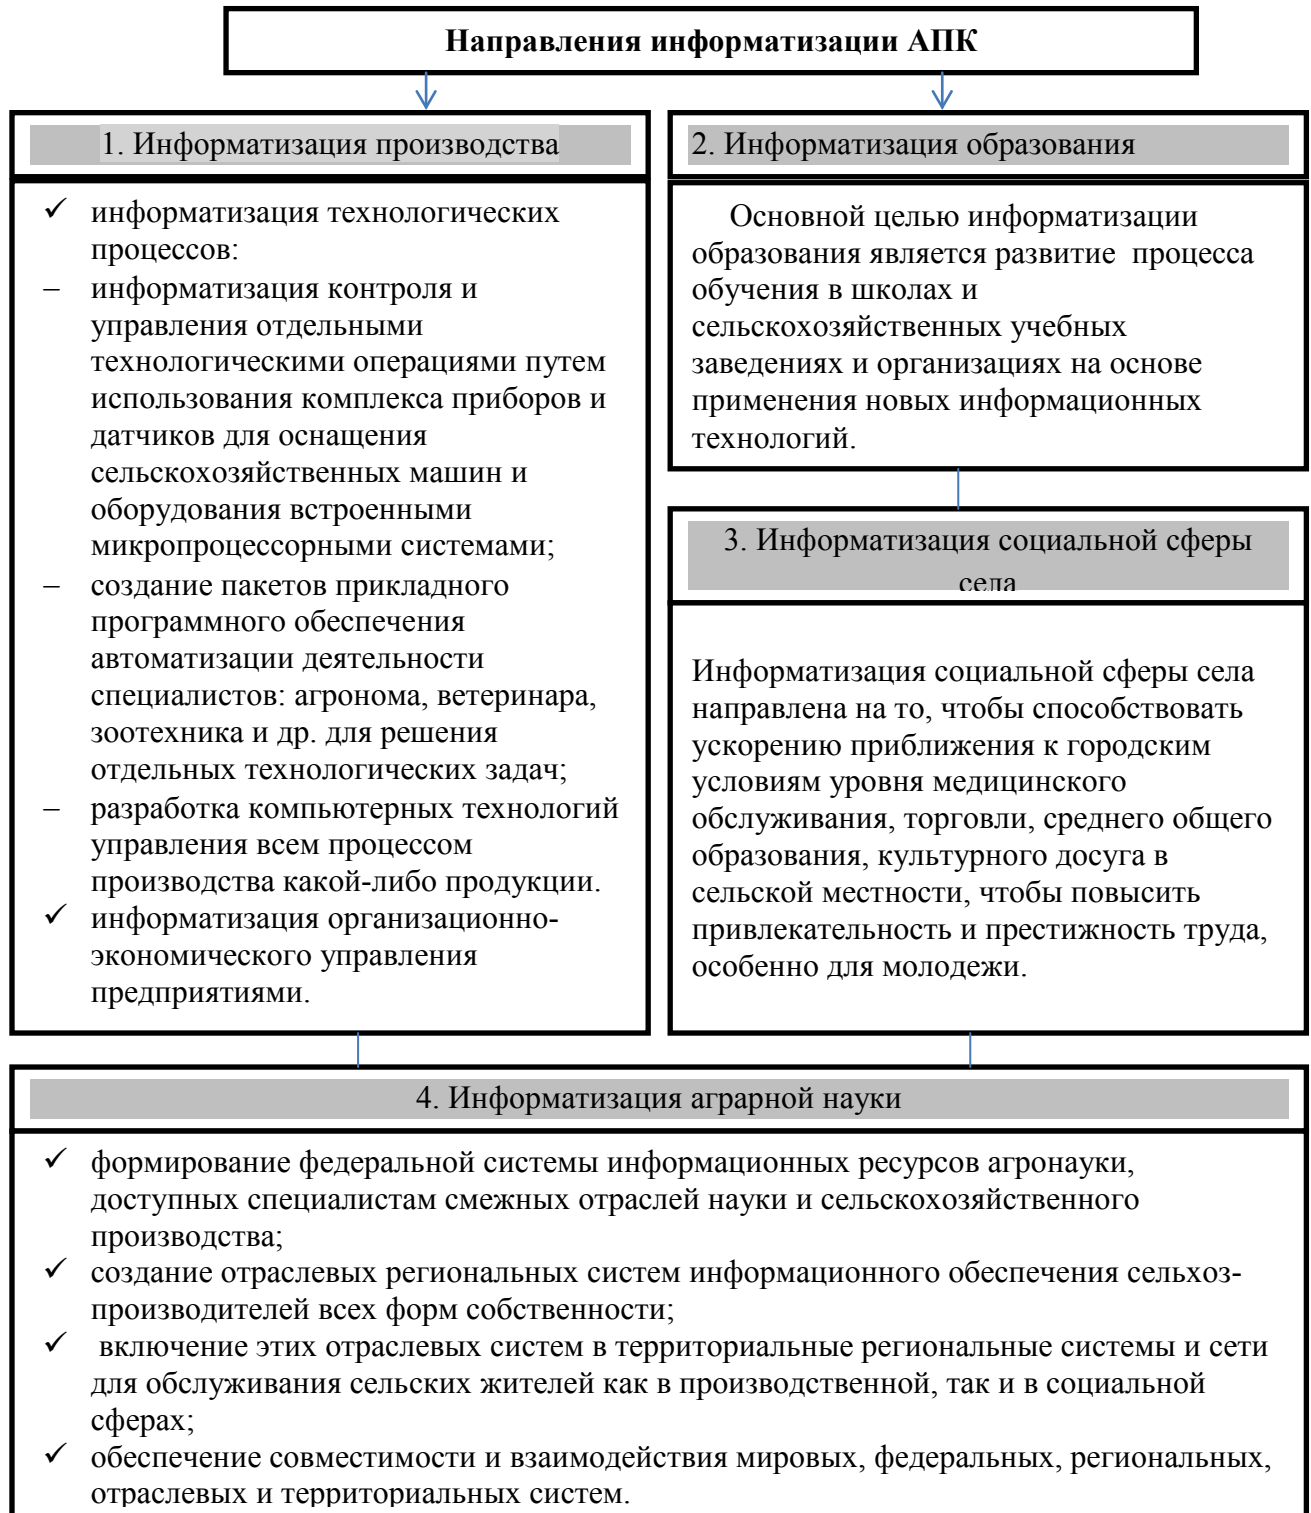 Направления информатизации АПК
1. Информатизация производства
✓ информатизация технологических
процессов:
– информатизация контроля и
управления отдельными
технологическими операциями путем
использования комплекса приборов и
датчиков для оснащения
сельскохозяйственных машин и
оборудования встроенными
микропроцессорными системами;
– создание пакетов прикладного
программного обеспечения
автоматизации деятельности
специалистов: агронома, ветеринара,
зоотехника и др. для решения
отдельных технологических задач;
– разработка компьютерных технологий
управления всем процессом
производства какой-либо продукции.
✓ информатизация организационно-
экономического управления
предприятиями.
2. Информатизация образования
Основной целью информатизации
образования является развитие процесса
обучения в школах и
сельскохозяйственных учебных
заведениях и организациях на основе
применения новых информационных
технологий.
3. Информатизация социальной сферы
села
Информатизация социальной сферы села
направлена на то, чтобы способствовать
ускорению приближения к городским
условиям уровня медицинского
обслуживания, торговли, среднего общего
образования, культурного досуга в
сельской местности, чтобы повысить
привлекательность и престижность труда,
особенно для молодежи.
4. Информатизация аграрной науки
✓ формирование федеральной системы информационных ресурсов агронауки,
доступных специалистам смежных отраслей науки и сельскохозяйственного
производства;
✓ создание отраслевых региональных систем информационного обеспечения сельхоз-
производителей всех форм собственности;
✓ включение этих отраслевых систем в территориальные региональные системы и сети
для обслуживания сельских жителей как в производственной, так и в социальной
сферах;
✓ обеспечение совместимости и взаимодействия мировых, федеральных, региональных,
отраслевых и территориальных систем.